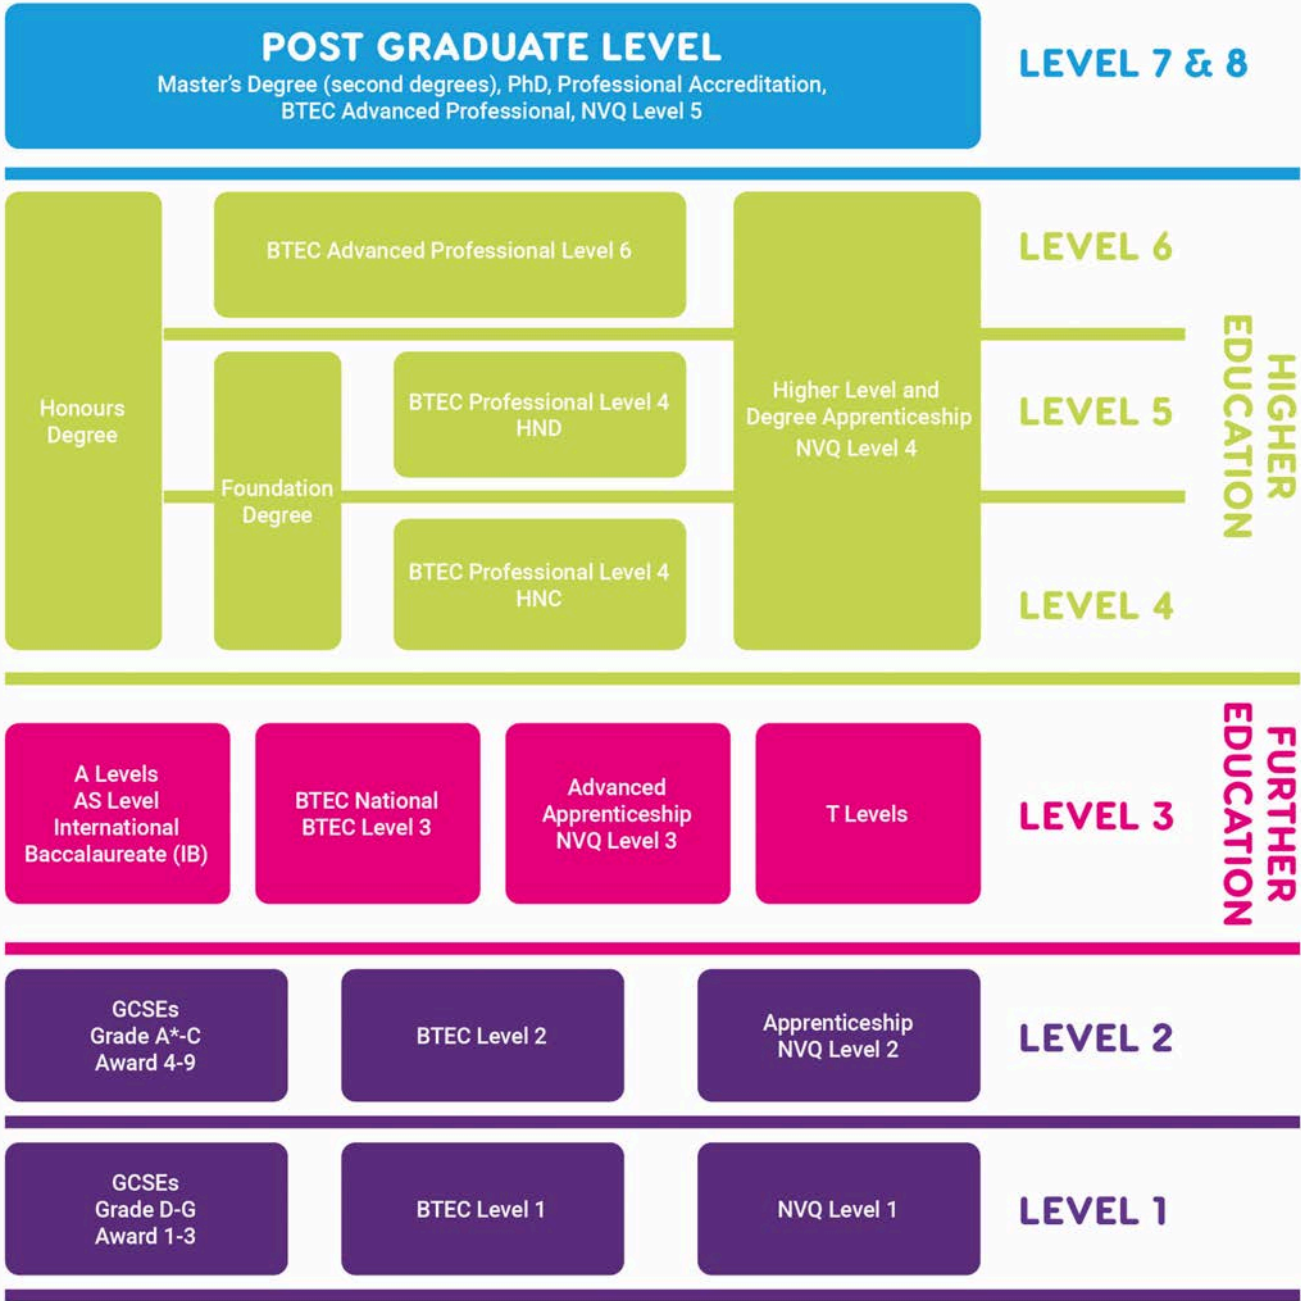 POST GRADUATE LEVEL
Master's Degree (second degrees), PhD, Professional Accreditation,
BTEC Advanced Professional, NVQ Level 5
LEVEL 7 & 8
Honours
Degree
BTEC Advanced Professional Level 6
LEVEL 6
Foundation
Degree
BTEC Professional Level 4
HND
Higher Level and
Degree Apprenticeship
NVQ Level 4
LEVEL 5
BTEC Professional Level 4
HNC
LEVEL 4
HIGHER
EDUCATION
A Levels
AS Level
International
Baccalaureate (IB)
BTEC National
BTEC Level 3
Advanced
Apprenticeship
NVQ Level 3
T Levels
LEVEL 3
FURTHER
EDUCATION
GCSEs
Grade A*-C
Award 4-9
BTEC Level 2
Apprenticeship
NVQ Level 2
LEVEL 2
GCSEs
Grade D-G
Award 1-3
BTEC Level 1
NVQ Level 1
LEVEL 1